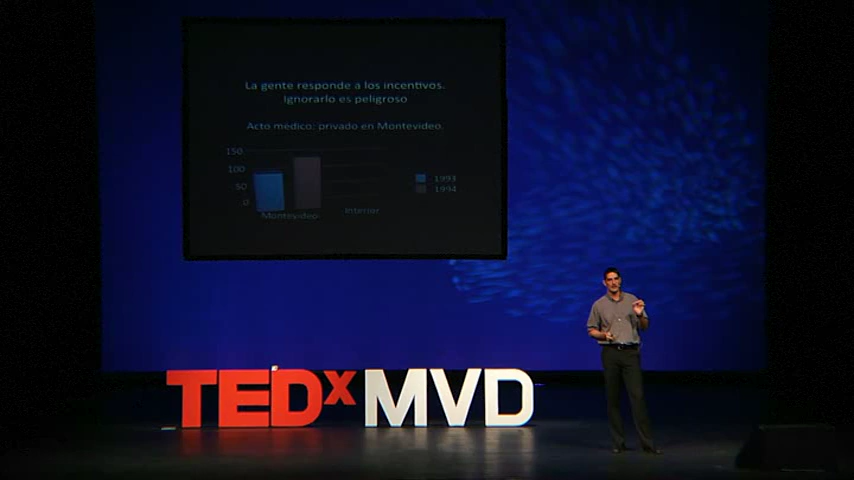 La gente responde a los incentivos.
Ignorarlo es peligroso
Acto médico: privado en Montevideo.
150
100
50
0
1993
1994
Montevideo
Interior
TEDxMVD